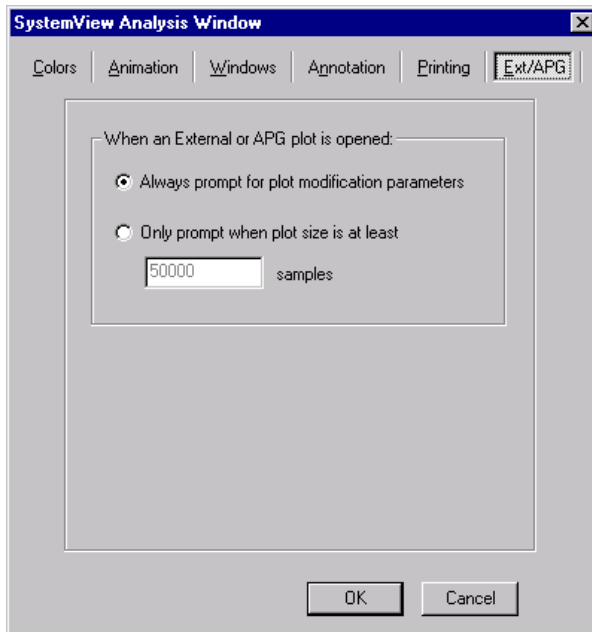 SystemView Analysis Window
Colors Animation Windows Annotation Printing Ext/APG
When an External or APG plot is opened:
Always prompt for plot modification parameters
Only prompt when plot size is at least
50000 samples
OK Cancel